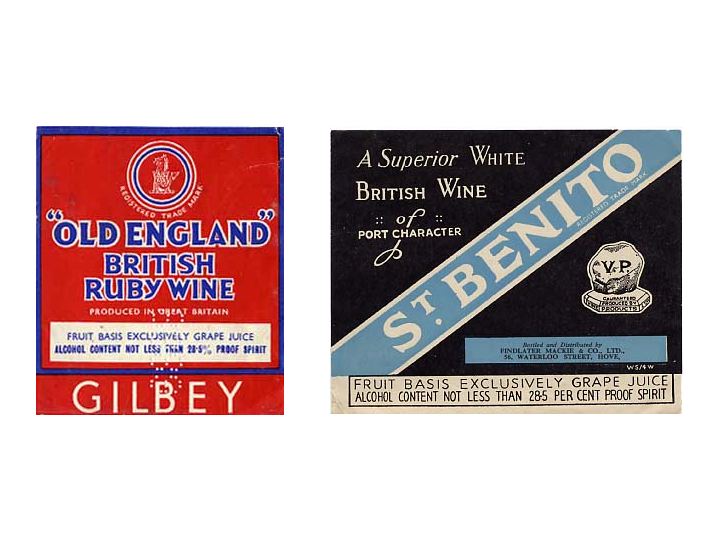 REGISTERED TRADE MARK
"OLD ENGLAND"
BRITISH
RUBY WINE
PRODUCED IN GREAT BRITAIN
FRUIT BASIS EXCLUSIVELY GRAPE JUICE
ALCOHOL CONTENT NOT LESS THAN 28·5% PROOF SPIRIT
GILBEY
A Superior WHITE
BRITISH WINE
:: of ::
PORT CHARACTER
ST. BENITO
REGISTERED TRADE MARK
V.P.
GUARANTEED
PRODUCED BY
PRODUCTS
Bottled and Distributed by
FINDLATER MACKIE & CO., LTD.,
56, WATERLOO STREET, HOVE,
WS/4W
FRUIT BASIS EXCLUSIVELY GRAPE JUICE
ALCOHOL CONTENT NOT LESS THAN 28·5 PER CENT PROOF SPIRIT